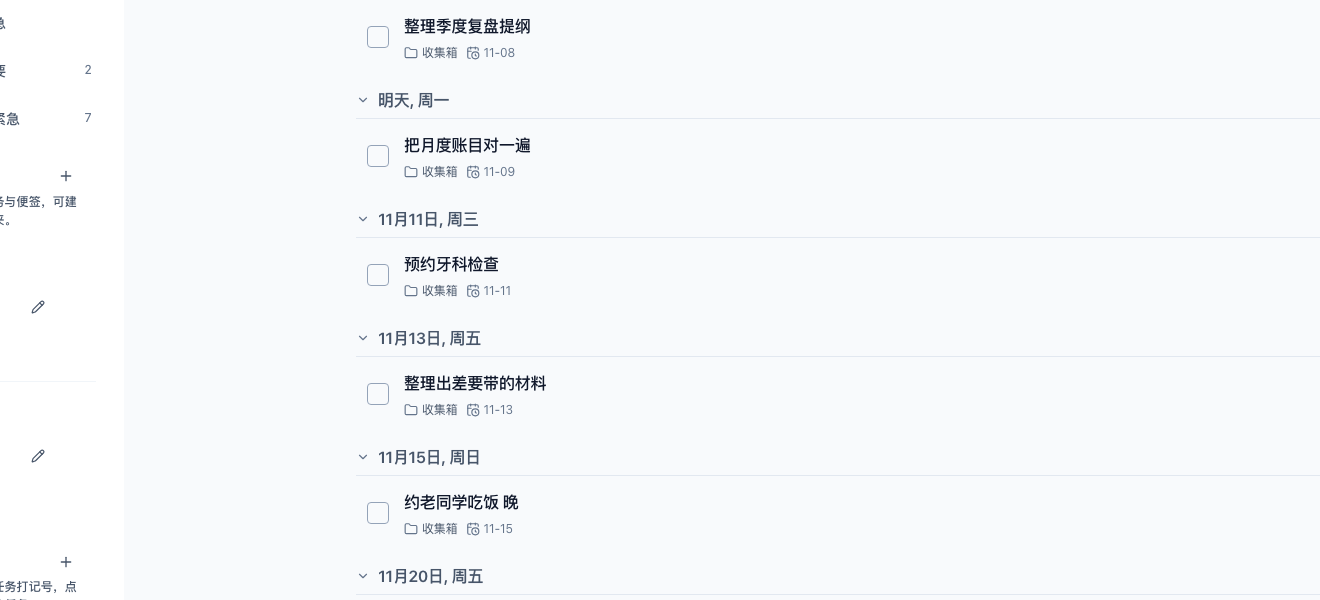 急
要 2
紧急 7
务与便签，可建
来。
任务打记号，点
整理季度复盘提纲
收集箱 11-08
明天, 周一
把月度账目对一遍
收集箱 11-09
11月11日, 周三
预约牙科检查
收集箱 11-11
11月13日, 周五
整理出差要带的材料
收集箱 11-13
11月15日, 周日
约老同学吃饭 晚
收集箱 11-15
11月20日, 周五